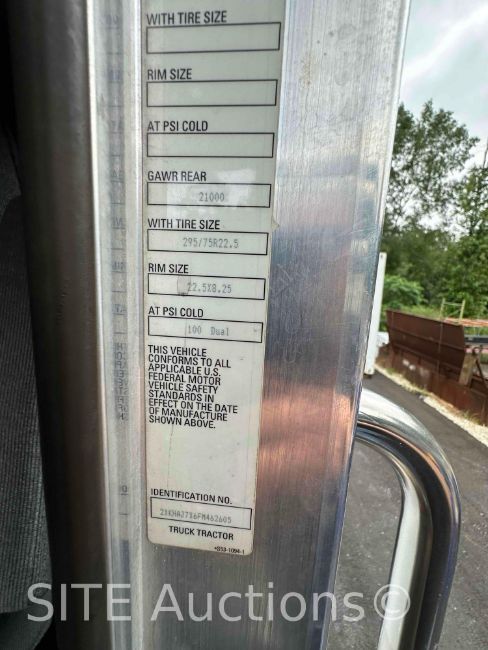 WITH TIRE SIZE
RIM SIZE
AT PSI COLD
GAWR REAR
21000
WITH TIRE SIZE
295/75R22.5
RIM SIZE
22.5X8.25
AT PSI COLD
100 Dual
THIS VEHICLE
CONFORMS TO ALL
APPLICABLE U.S.
FEDERAL MOTOR
VEHICLE SAFETY
STANDARDS IN
EFFECT ON THE DATE
OF MANUFACTURE
SHOWN ABOVE.
IDENTIFICATION NO.
2XKHA27X6FM462605
TRUCK TRACTOR
SITE Auctions©